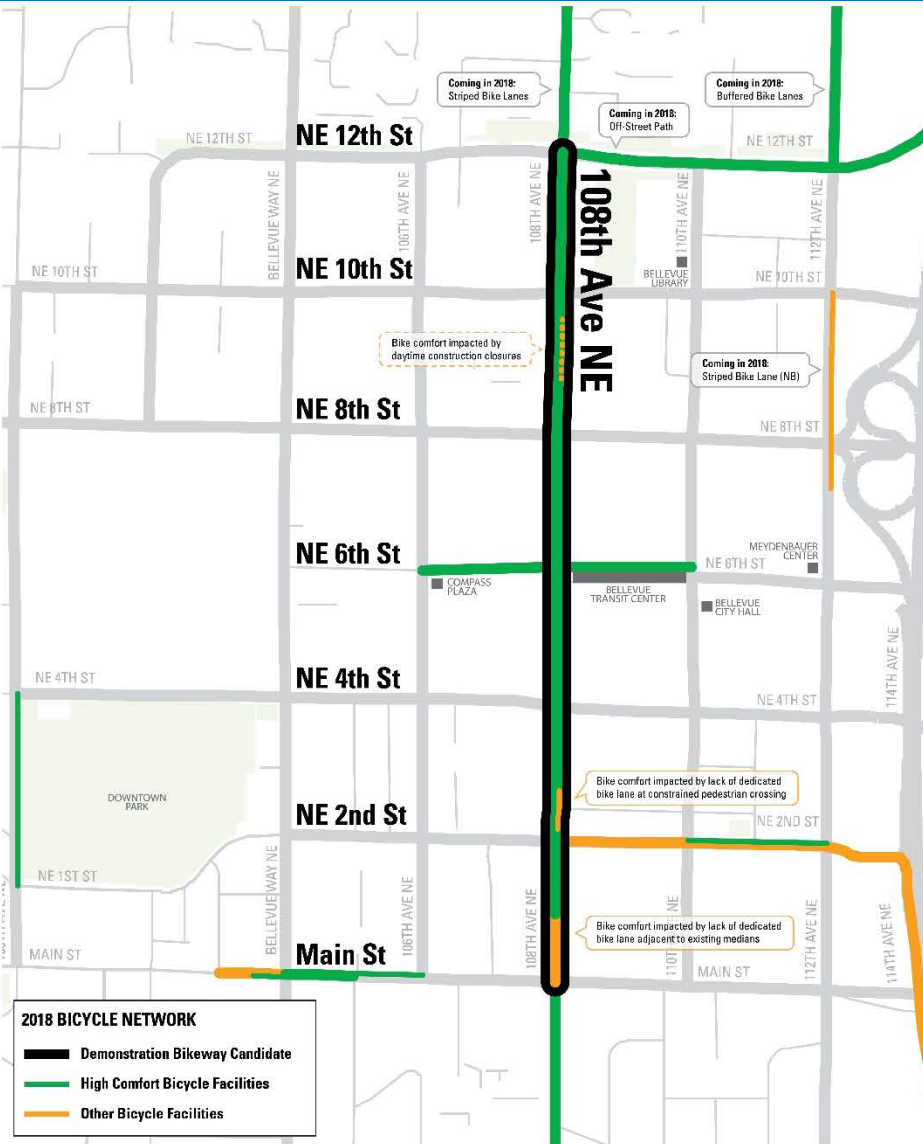 Coming in 2018:
Striped Bike Lanes
Coming in 2018:
Buffered Bike Lanes
Coming in 2018:
Off-Street Path
NE 12TH ST
NE 12th St
NE 12TH ST
BELLEVUE WAY NE
106TH AVE NE
108TH AVE NE
108th Ave NE
110TH AVE NE
112TH AVE NE
NE 10TH ST
NE 10th St
BELLEVUE
LIBRARY
NE 10TH ST
Bike comfort impacted by
daytime construction closures
Coming in 2018:
Striped Bike Lane (NB)
NE 8TH ST
NE 8th St
NE 8TH ST
NE 6th St
COMPASS
PLAZA
BELLEVUE
TRANSIT CENTER
NE 6TH ST
MEYDENBAUER
CENTER
BELLEVUE
CITY HALL
114TH AVE NE
NE 4TH ST
NE 4th St
NE 4TH ST
DOWNTOWN
PARK
Bike comfort impacted by lack of dedicated
bike lane at constrained pedestrian crossing
NE 2nd St
NE 2ND ST
NE 1ST ST
BELLEVUE WAY NE
106TH AVE NE
108TH AVE NE
Bike comfort impacted by lack of dedicated
bike lane adjacent to existing medians
112TH AVE NE
114TH AVE NE
MAIN ST
Main St
MAIN ST
2018 BICYCLE NETWORK
Demonstration Bikeway Candidate
High Comfort Bicycle Facilities
Other Bicycle Facilities